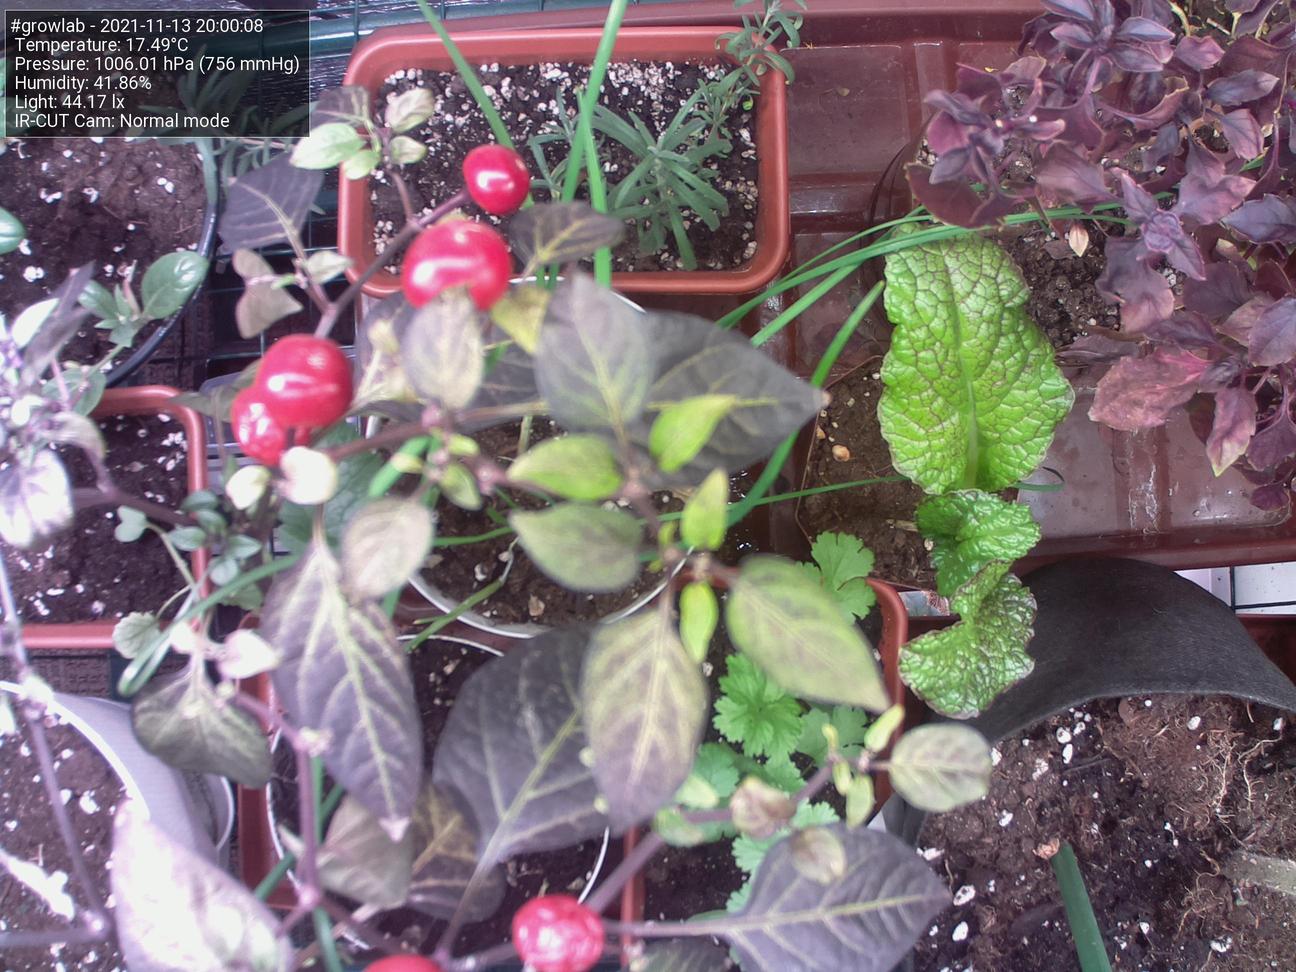 #growlab - 2021-11-13 20:00:08
Temperature: 17.49°C
Pressure: 1006.01 hPa (756 mmHg)
Humidity: 41.86%
Light: 44.17 lx
IR-CUT Cam: Normal mode